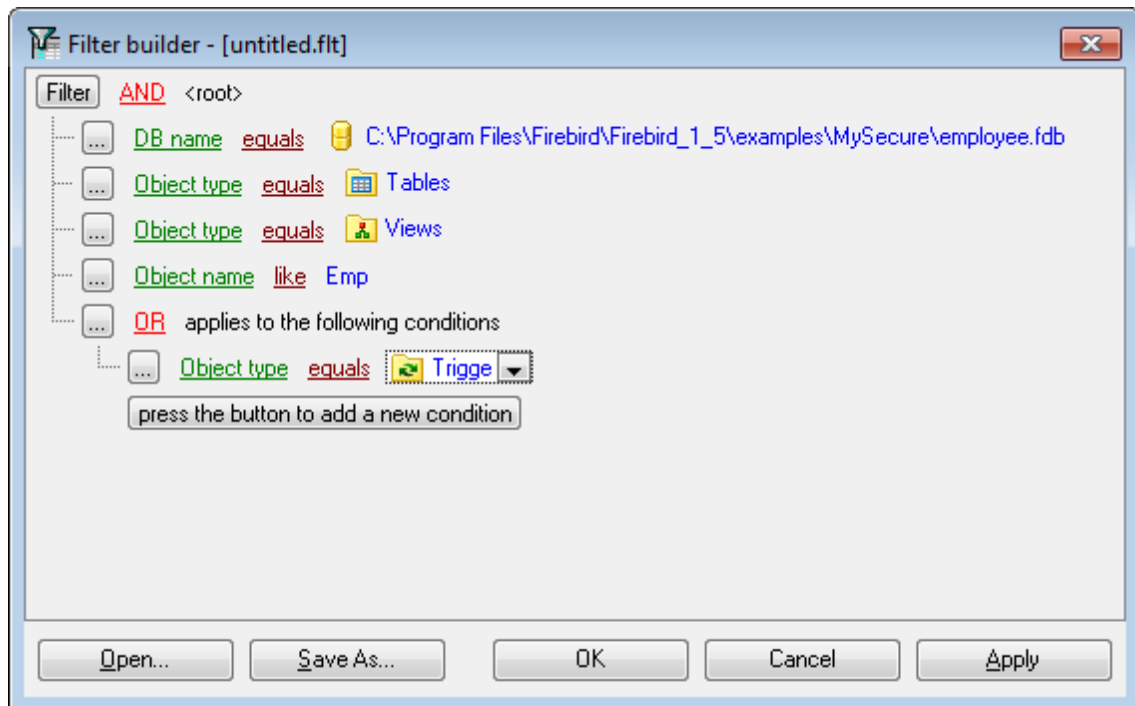 Filter builder - [untitled.flt]
Filter AND <root>
... DB name equals C:\Program Files\Firebird\Firebird_1_5\examples\MySecure\employee.fdb
... Object type equals Tables
... Object type equals Views
... Object name like Emp
... OR applies to the following conditions
... Object type equals Trigge
press the button to add a new condition
Open... Save As... OK Cancel Apply